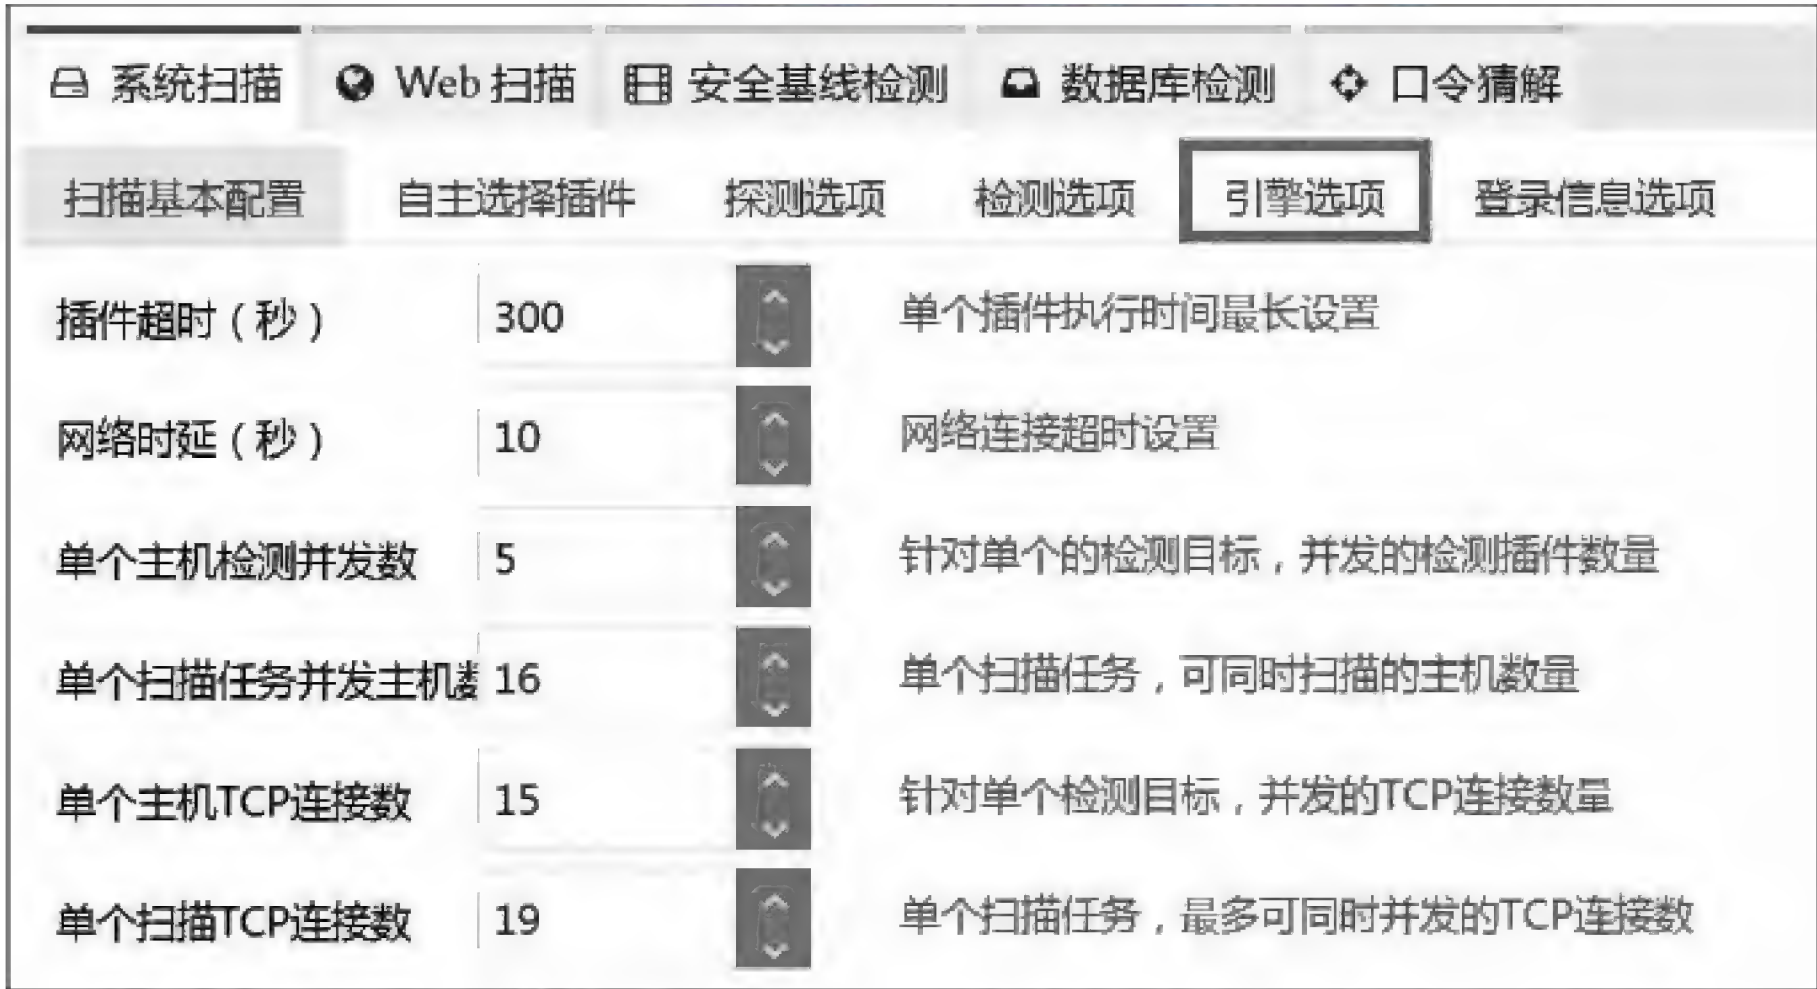 系统扫描 Web 扫描 安全基线检测 数据库检测 口令猜解
扫描基本配置 自主选择插件 探测选项 检测选项 引擎选项 登录信息选项
插件超时（秒） 300 单个插件执行时间最长设置
网络时延（秒） 10 网络连接超时设置
单个主机检测并发数 5 针对单个的检测目标，并发的检测插件数量
单个扫描任务并发主机数 16 单个扫描任务，可同时扫描的主机数量
单个主机TCP连接数 15 针对单个检测目标，并发的TCP连接数量
单个扫描TCP连接数 19 单个扫描任务，最多可同时并发的TCP连接数